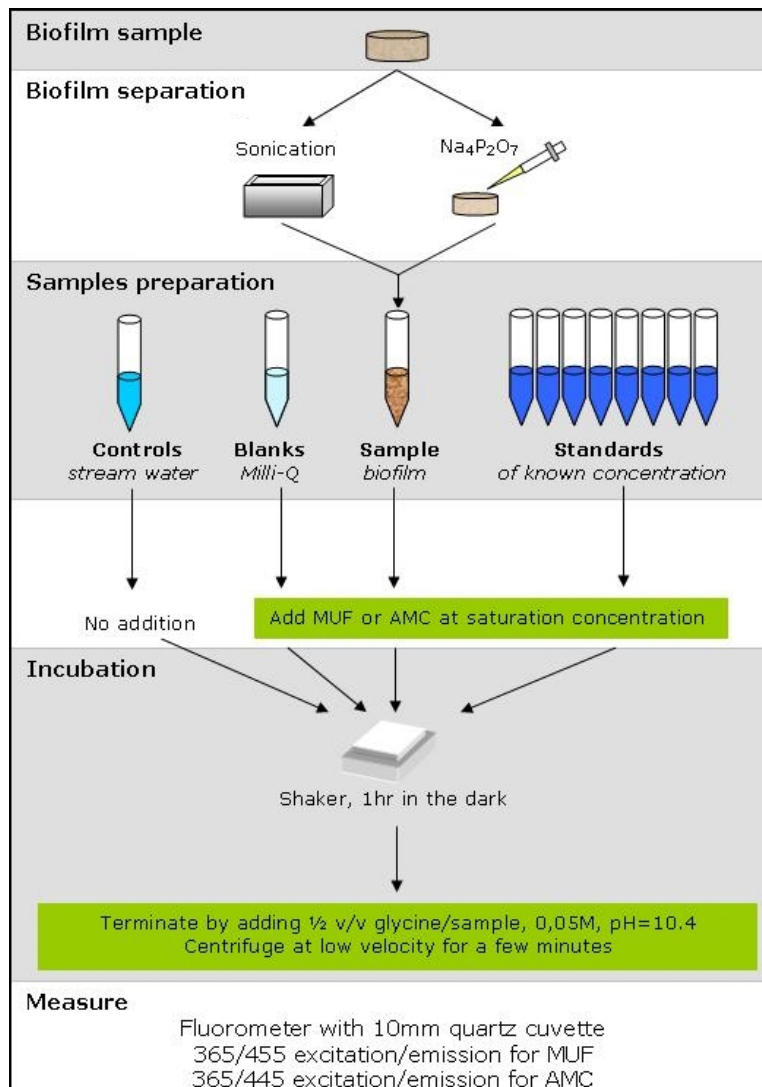 Biofilm sample
Biofilm separation
Sonication
Na₄P₂O₇
Samples preparation
Controls
stream water
Blanks
Milli-Q
Sample
biofilm
Standards
of known concentration
No addition
Add MUF or AMC at saturation concentration
Incubation
Shaker, 1hr in the dark
Terminate by adding ½ v/v glycine/sample, 0,05M, pH=10.4
Centrifuge at low velocity for a few minutes
Measure
Fluorometer with 10mm quartz cuvette
365/455 excitation/emission for MUF
365/445 excitation/emission for AMC